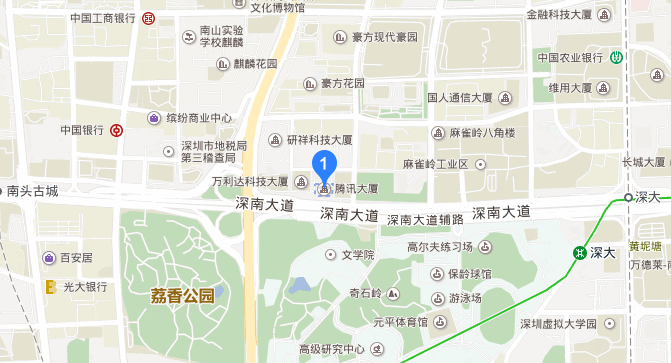 文化博物馆
中国工商银行
金融科技大厦
南山实验
学校麒麟
豪方现代豪园
中国农业银行
麒麟花园
豪方花园
维用大厦
国人通信大厦
缤纷商业中心
中国银行
麻雀岭八角楼
研祥科技大厦
深圳市地税局
第三稽查局
麻雀岭工业区
长城大厦
1
万利达科技大厦
腾讯大厦
南头古城
深大
深南大道
深南大道
深南大道辅路
深南大道
高尔夫练习场
黄坭塘
文学院
深大
百安居
保龄球馆
万德莱-南
光大银行
荔香公园
奇石岭
游泳场
元平体育馆
深圳虚拟大学园
高级研究中心